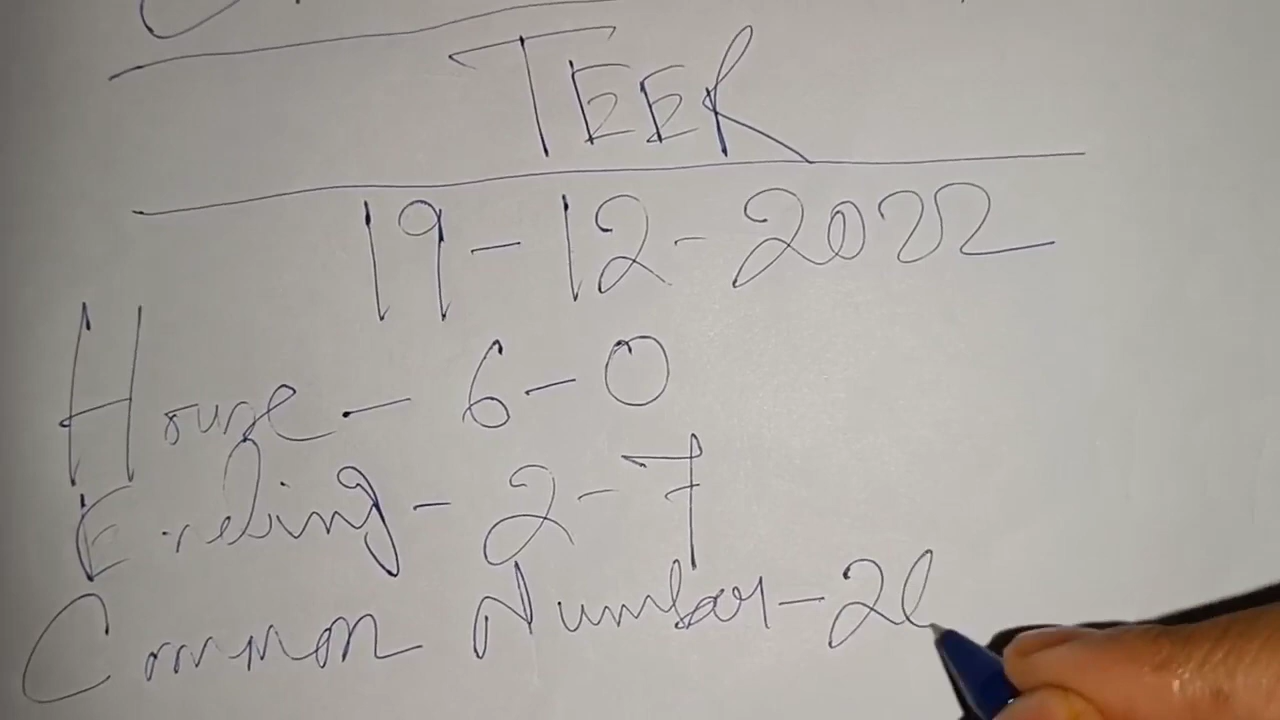 TEER
19-12-2022
House - 6-0
Ending - 2-7
Common Number - 2